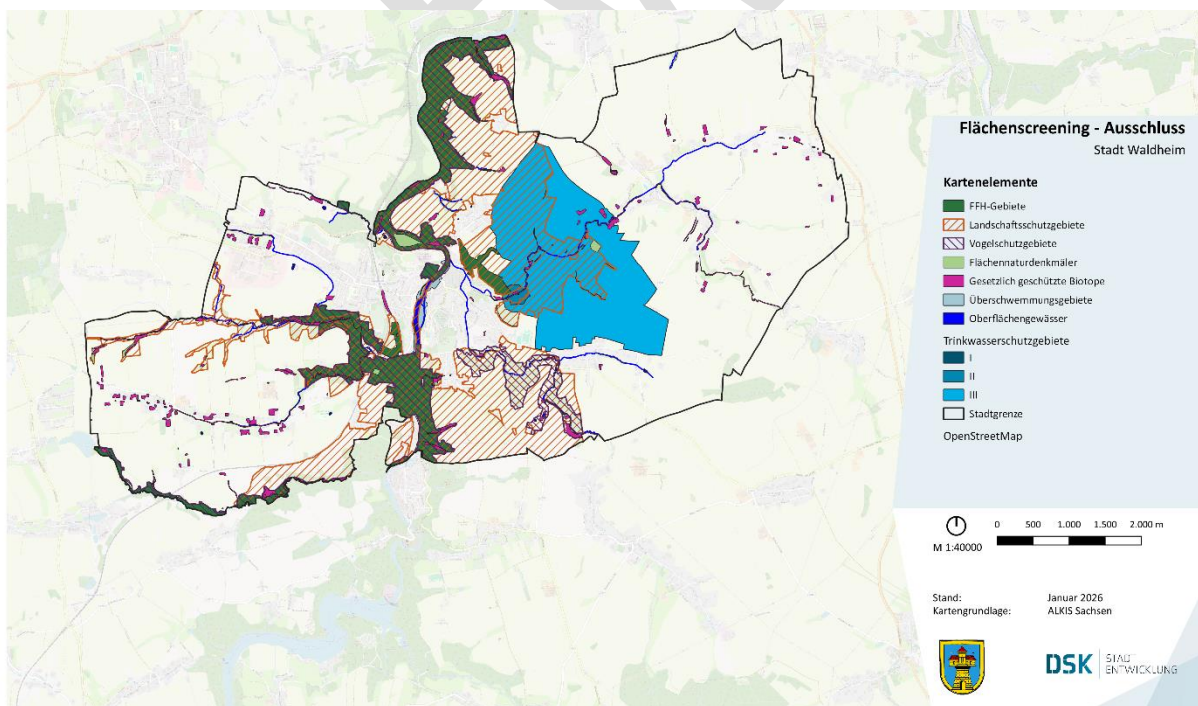 Flächenscreening - Ausschluss
Stadt Waldheim
Kartenelemente
FFH-Gebiete
Landschaftsschutzgebiete
Vogelschutzgebiete
Flächennaturdenkmäler
Gesetzlich geschützte Biotope
Überschwemmungsgebiete
Oberflächengewässer
Trinkwasserschutzgebiete
I
II
III
Stadtgrenze
OpenStreetMap
0 500 1.000 1.500 2.000 m
M 1:40000
Stand: Januar 2026
Kartengrundlage: ALKIS Sachsen
DSK STADT
ENTWICKLUNG